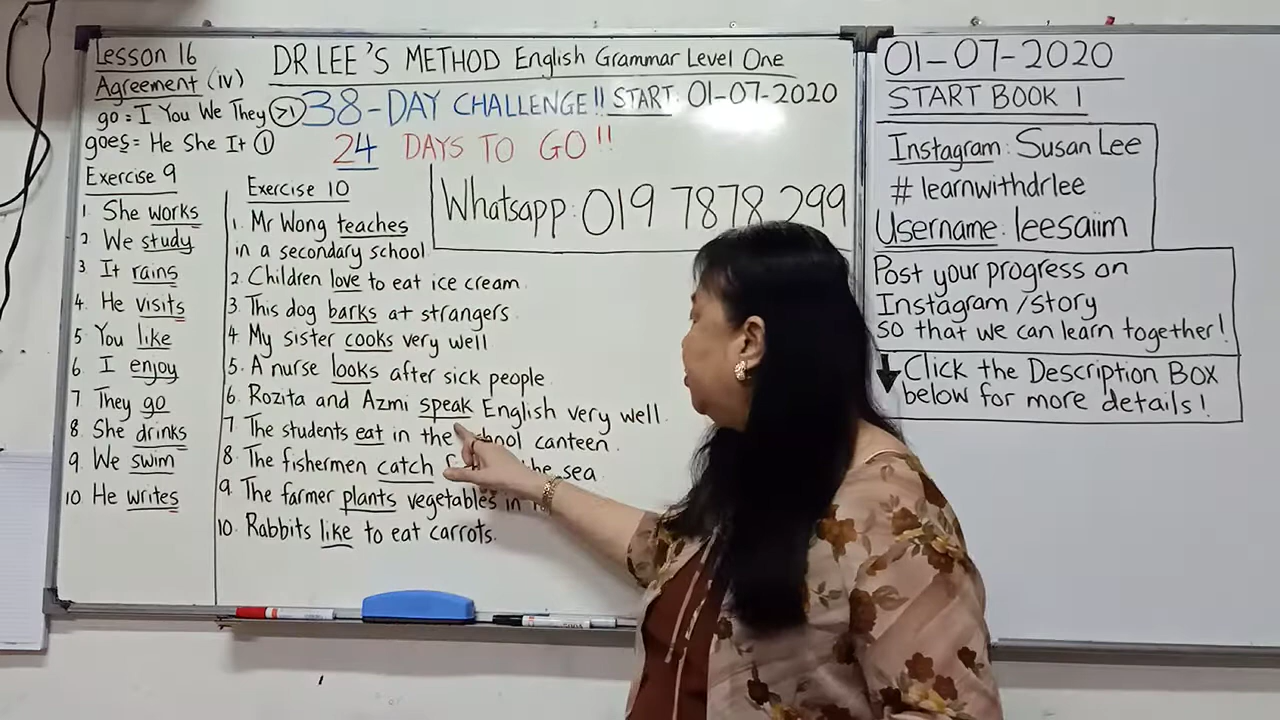 Lesson 16
Agreement (iv)
go = I You We They >1
goes = He She It 1
DR LEE'S METHOD English Grammar Level One
38-DAY CHALLENGE!! START: 01-07-2020
24 DAYS TO GO!!
Whatsapp: 019 7878 299
Exercise 9
1. She works
2 We study
3. It rains
4. He visits
5. You like
6. I enjoy
7. They go
8. She drinks
9. We swim
10 He writes
Exercise 10
1. Mr Wong teaches
in a secondary school
2. Children love to eat ice cream
3. This dog barks at strangers
4. My sister cooks very well
5. A nurse looks after sick people
6. Rozita and Azmi speak English very well.
7. The students eat in the school canteen.
8. The fishermen catch the sea
9. The farmer plants vegetables in
10. Rabbits like to eat carrots.
01-07-2020
START BOOK 1
Instagram: Susan Lee
# learnwithdrlee
Username: leesaiim
Post your progress on
Instagram/story
so that we can learn together!
Click the Description Box
below for more details!